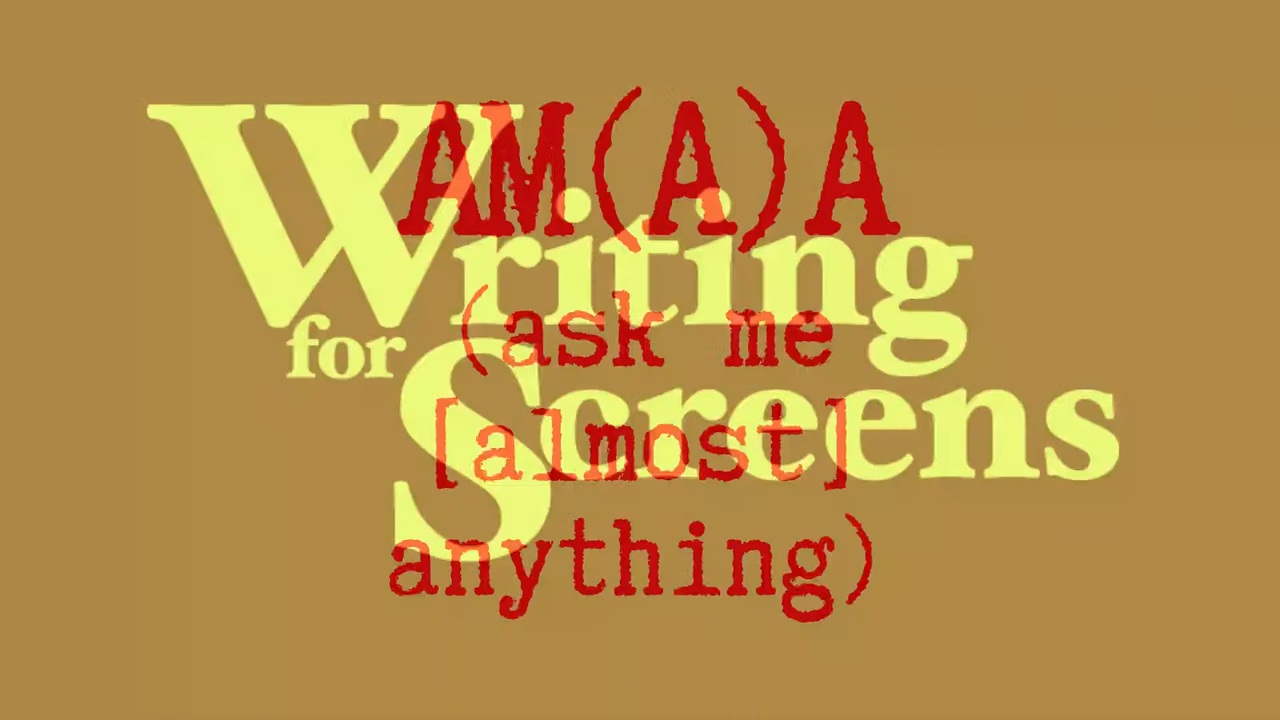 Writing
for
Screens
AM(A)A
(ask me
[almost]
anything)